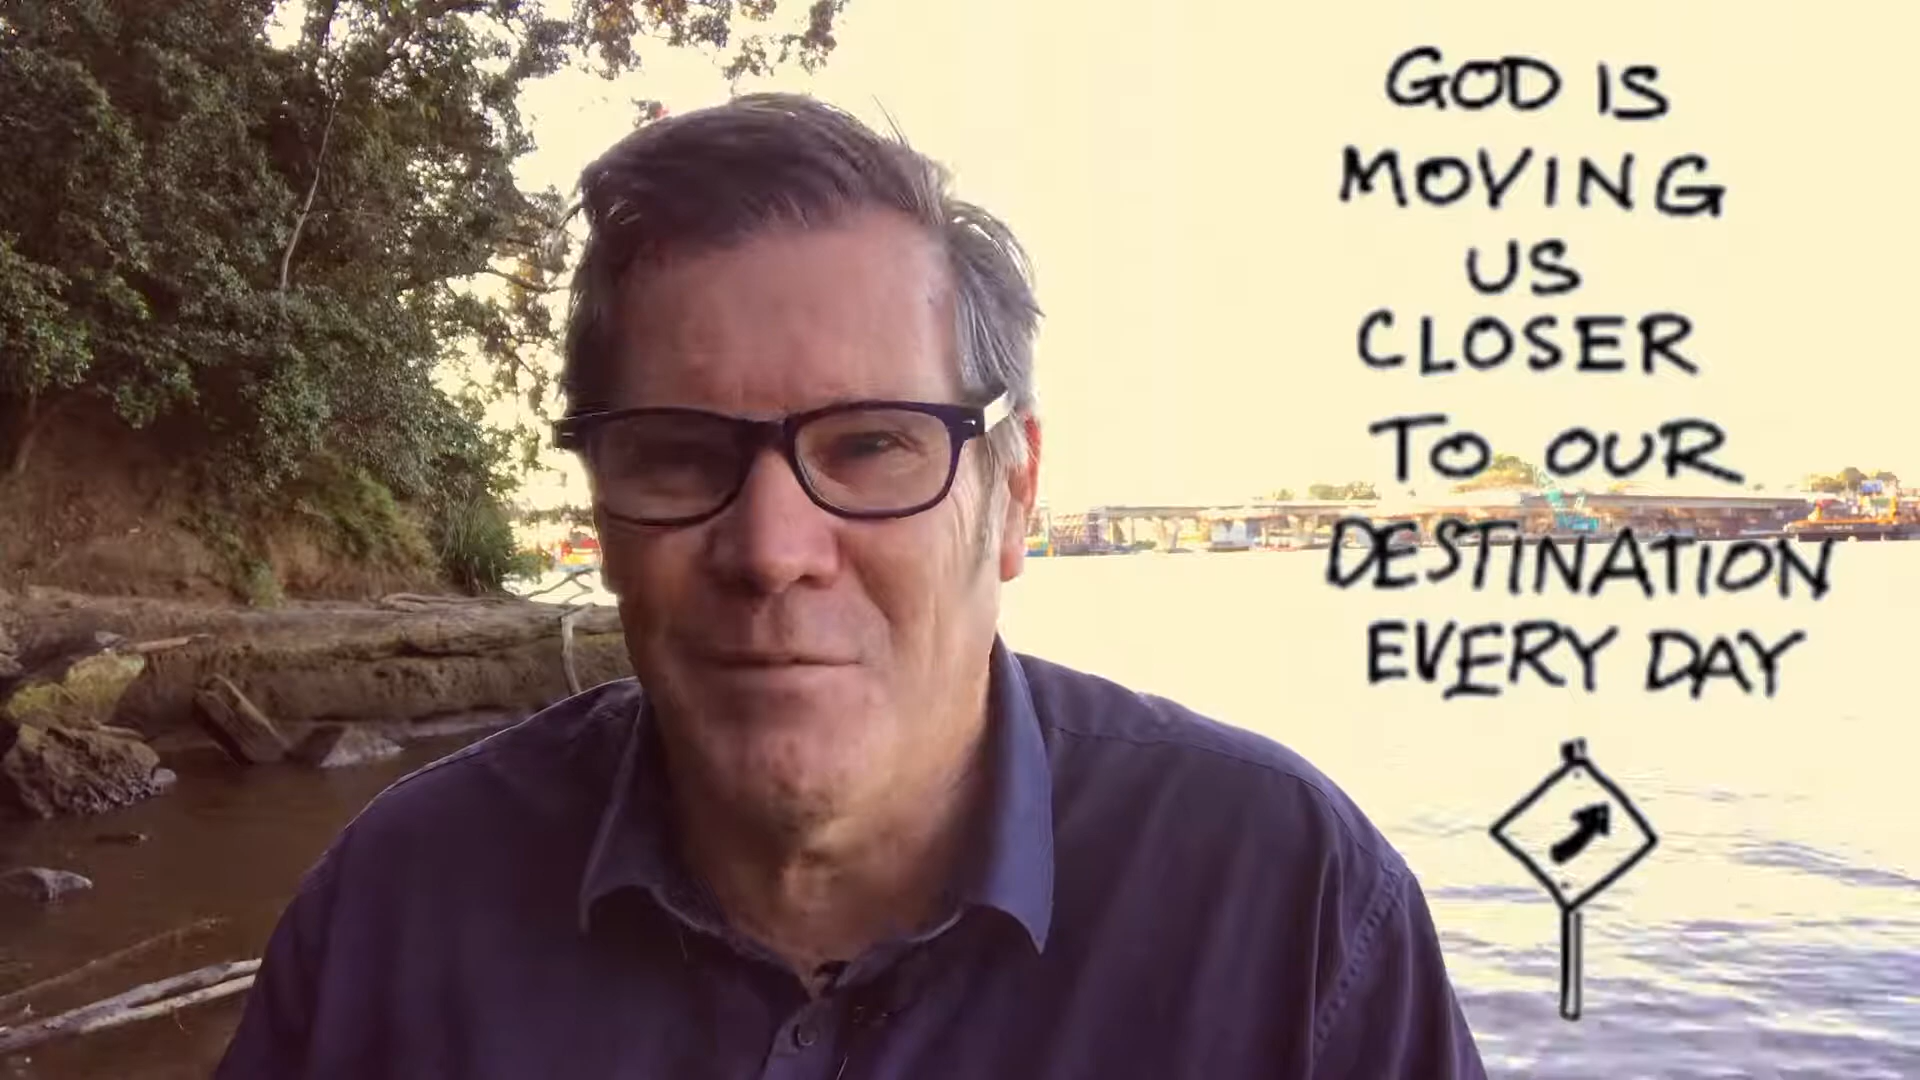 GOD IS
MOVING
US
CLOSER
TO OUR
DESTINATION
EVERY DAY